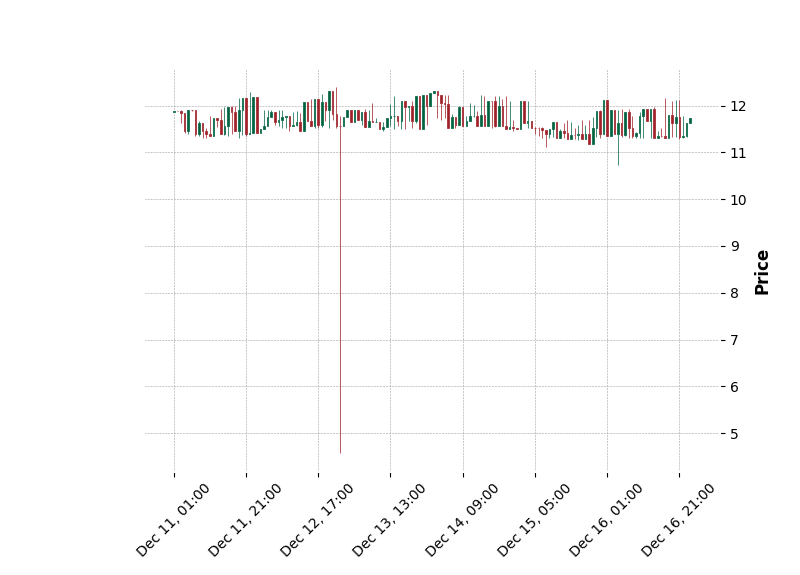 12
11
10
9
8
7
6
5
Price
Dec 11, 01:00
Dec 11, 21:00
Dec 12, 17:00
Dec 13, 13:00
Dec 14, 09:00
Dec 15, 05:00
Dec 16, 01:00
Dec 16, 21:00